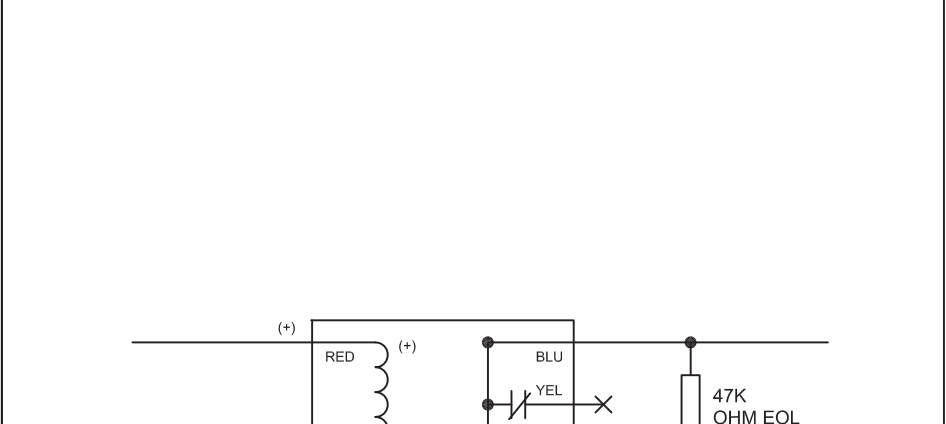 (+)
RED
(+)
BLU
YEL
47K
OHM EOL